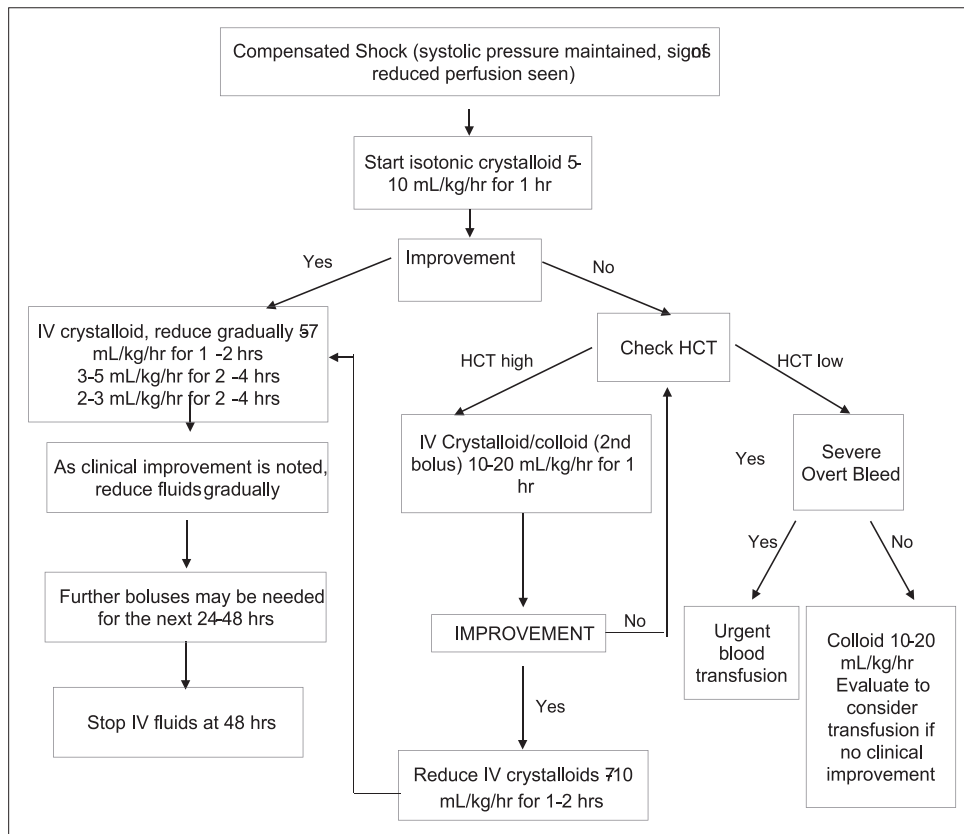 Compensated Shock (systolic pressure maintained, signs of
reduced perfusion seen)
Start isotonic crystalloid 5-
10 mL/kg/hr for 1 hr
Improvement
Yes
No
IV crystalloid, reduce gradually 5-7
mL/kg/hr for 1 -2 hrs
3-5 mL/kg/hr for 2 -4 hrs
2-3 mL/kg/hr for 2 -4 hrs
Check HCT
HCT high
HCT low
As clinical improvement is noted,
reduce fluids gradually
IV Crystalloid/colloid (2nd
bolus) 10-20 mL/kg/hr for 1
hr
Yes
Severe
Overt Bleed
Yes
No
Further boluses may be needed
for the next 24-48 hrs
IMPROVEMENT
No
Urgent
blood
transfusion
Colloid 10-20
mL/kg/hr
Evaluate to
consider
transfusion if
no clinical
improvement
Stop IV fluids at 48 hrs
Yes
Reduce IV crystalloids 7-10
mL/kg/hr for 1-2 hrs